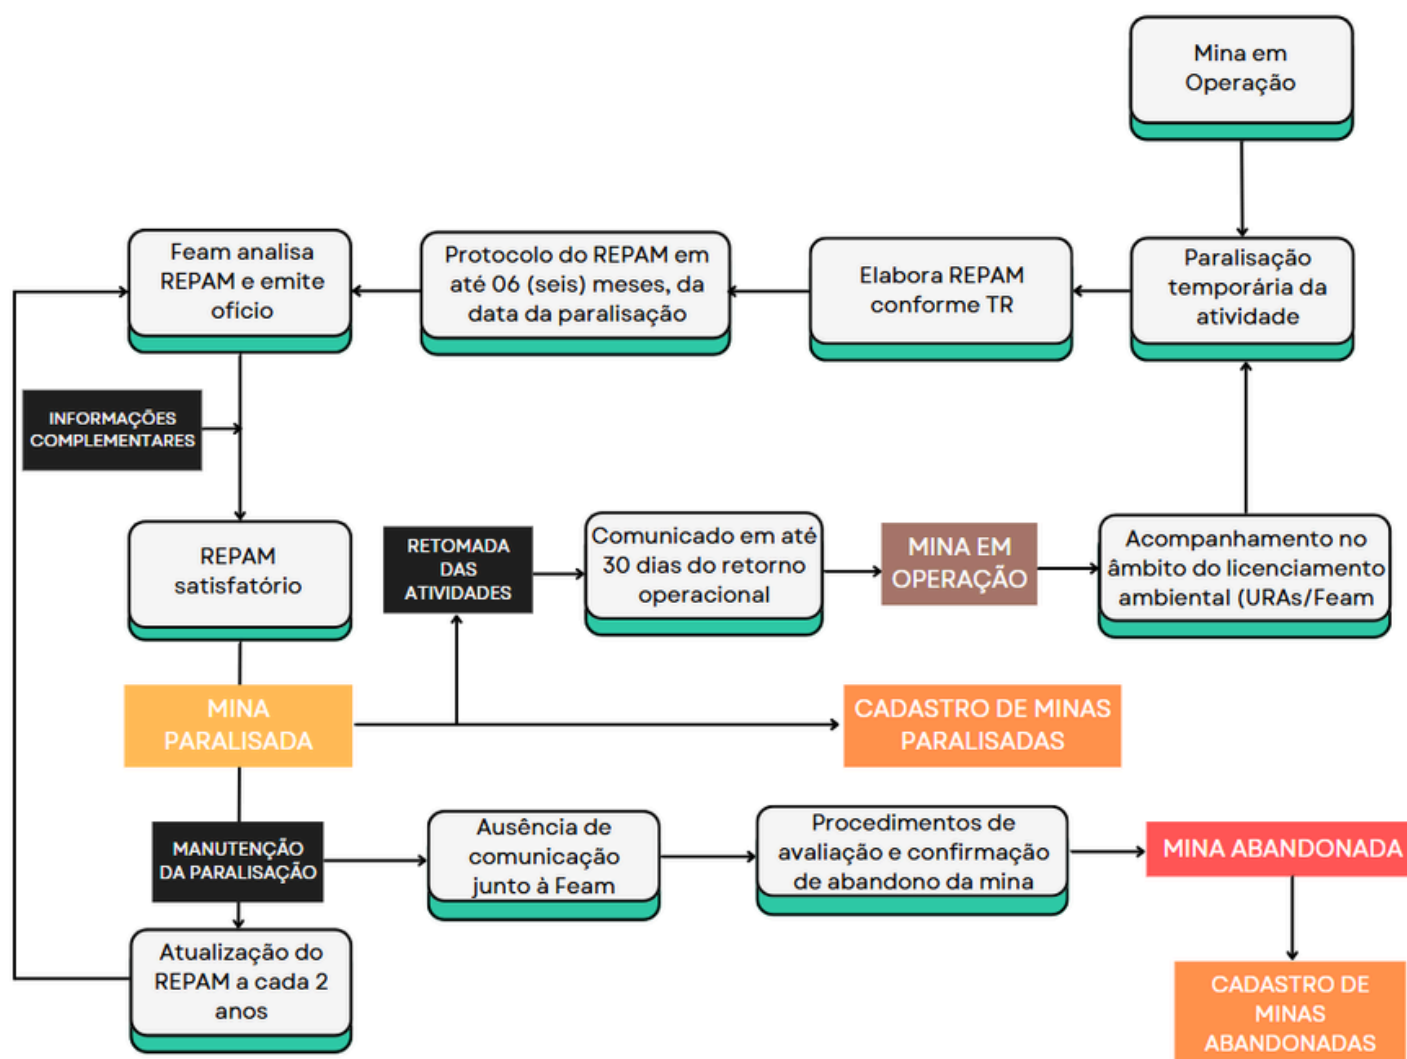 Mina em
Operação
Feam analisa
REPAM e emite
ofício
Protocolo do REPAM em
até 06 (seis) meses, da
data da paralisação
Elabora REPAM
conforme TR
Paralisação
temporária da
atividade
INFORMAÇÕES
COMPLEMENTARES
REPAM
satisfatório
RETOMADA
DAS
ATIVIDADES
Comunicado em até
30 dias do retorno
operacional
MINA EM
OPERAÇÃO
Acompanhamento no
âmbito do licenciamento
ambiental (URAs/Feam
MINA
PARALISADA
CADASTRO DE MINAS
PARALISADAS
MANUTENÇÃO
DA PARALISAÇÃO
Ausência de
comunicação
junto à Feam
Procedimentos de
avaliação e confirmação
de abandono da mina
MINA ABANDONADA
Atualização do
REPAM a cada 2
anos
CADASTRO DE
MINAS
ABANDONADAS